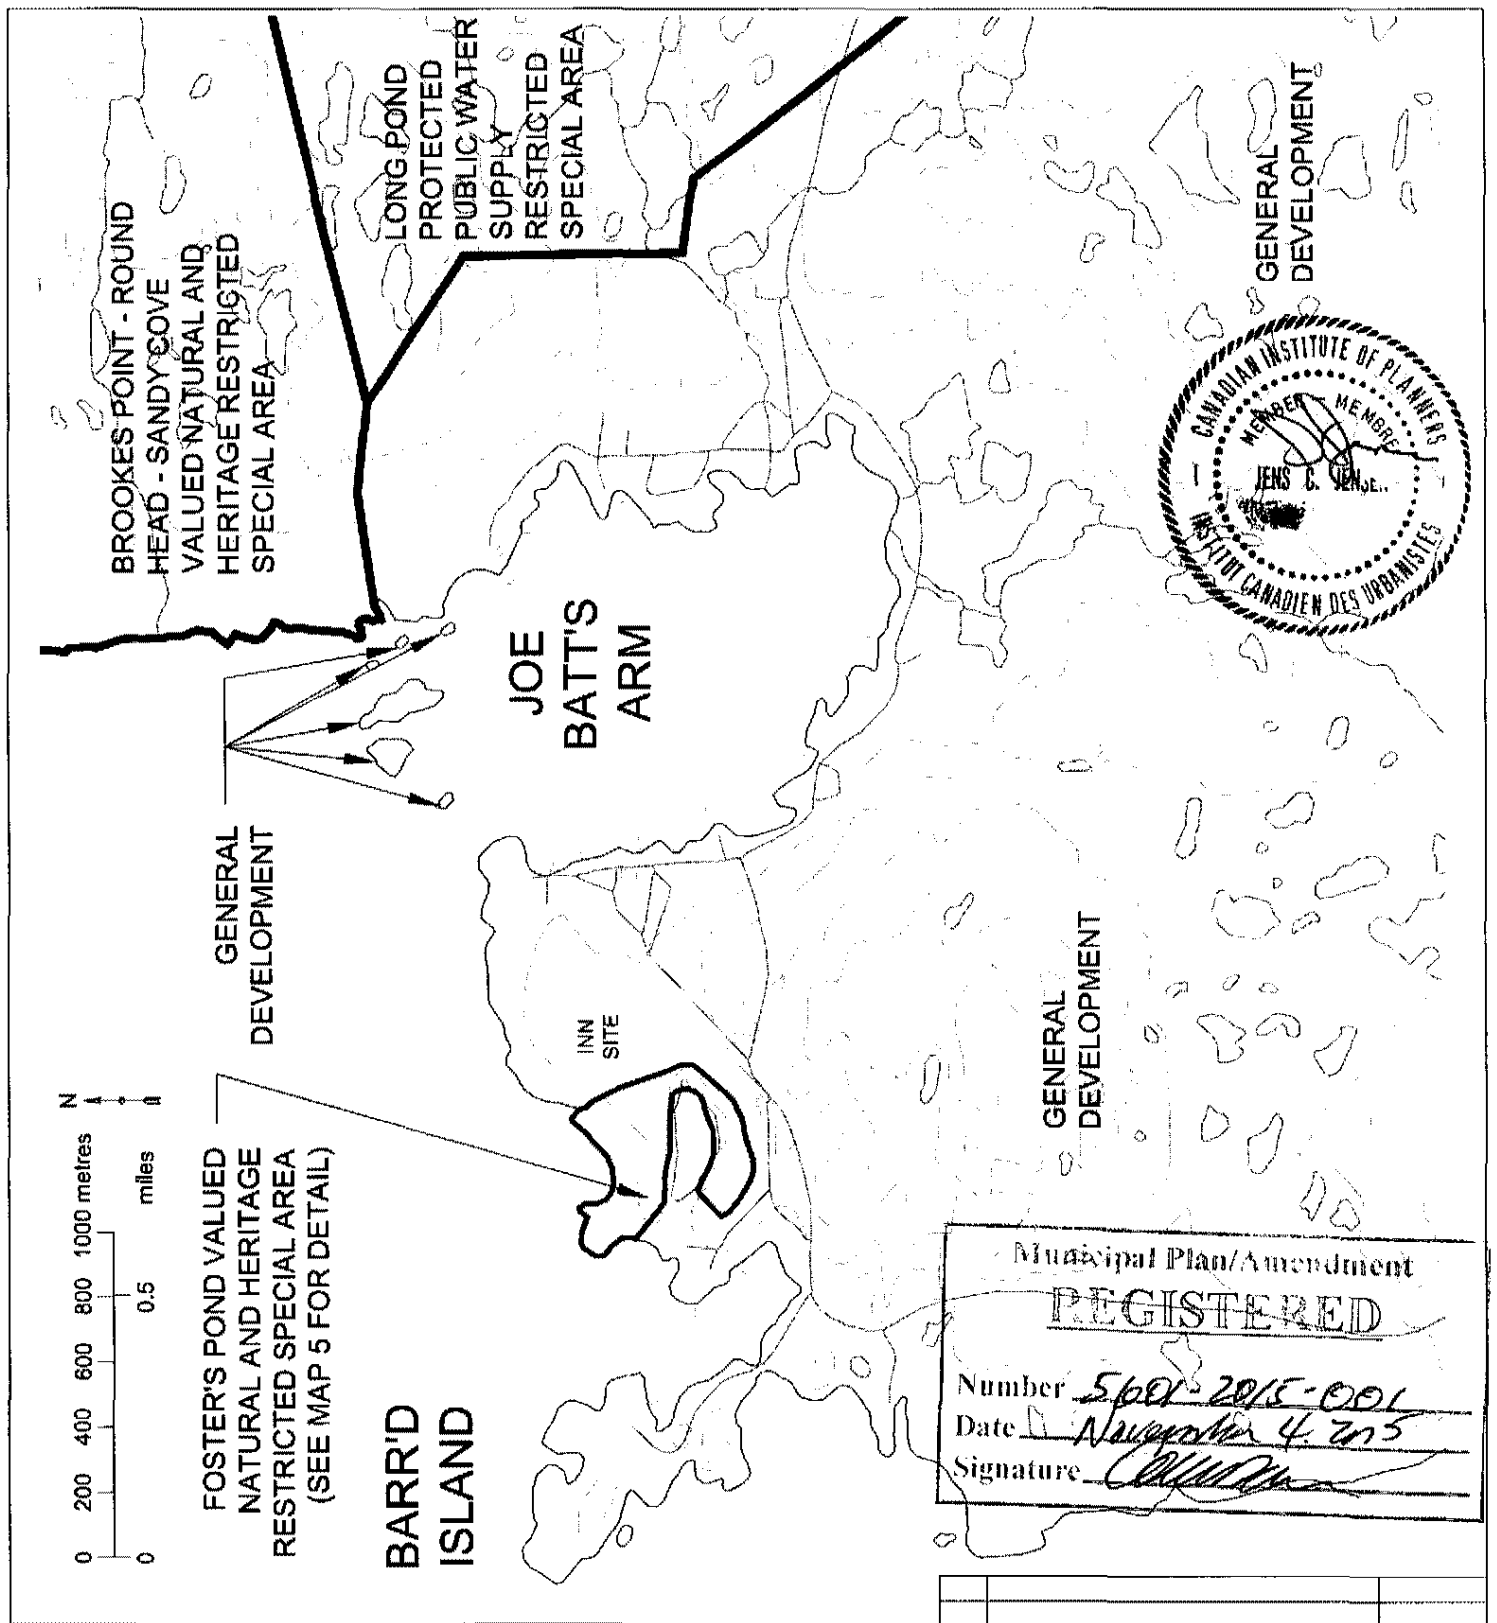 BROOKES POINT - ROUND
HEAD - SANDY COVE
VALUED NATURAL AND
HERITAGE RESTRICTED
SPECIAL AREA
LONG POND
PROTECTED
PUBLIC WATER
SUPPLY
RESTRICTED
SPECIAL AREA
GENERAL
DEVELOPMENT
JOE
BATT'S
ARM
GENERAL
DEVELOPMENT
INN
SITE
GENERAL
DEVELOPMENT
N
0 200 400 600 800 1000 metres
0 0.5 miles
FOSTER'S POND VALUED
NATURAL AND HERITAGE
RESTRICTED SPECIAL AREA
(SEE MAP 5 FOR DETAIL)
BARR'D
ISLAND
CANADIAN INSTITUTE OF PLANNERS
MEMBER - MEMBRE
JENS C. JENSEN
INSTITUT CANADIEN DES URBANISTES
Municipal Plan/Amendment
REGISTERED
Number 5601-2015-001
Date November 4. 2015
Signature